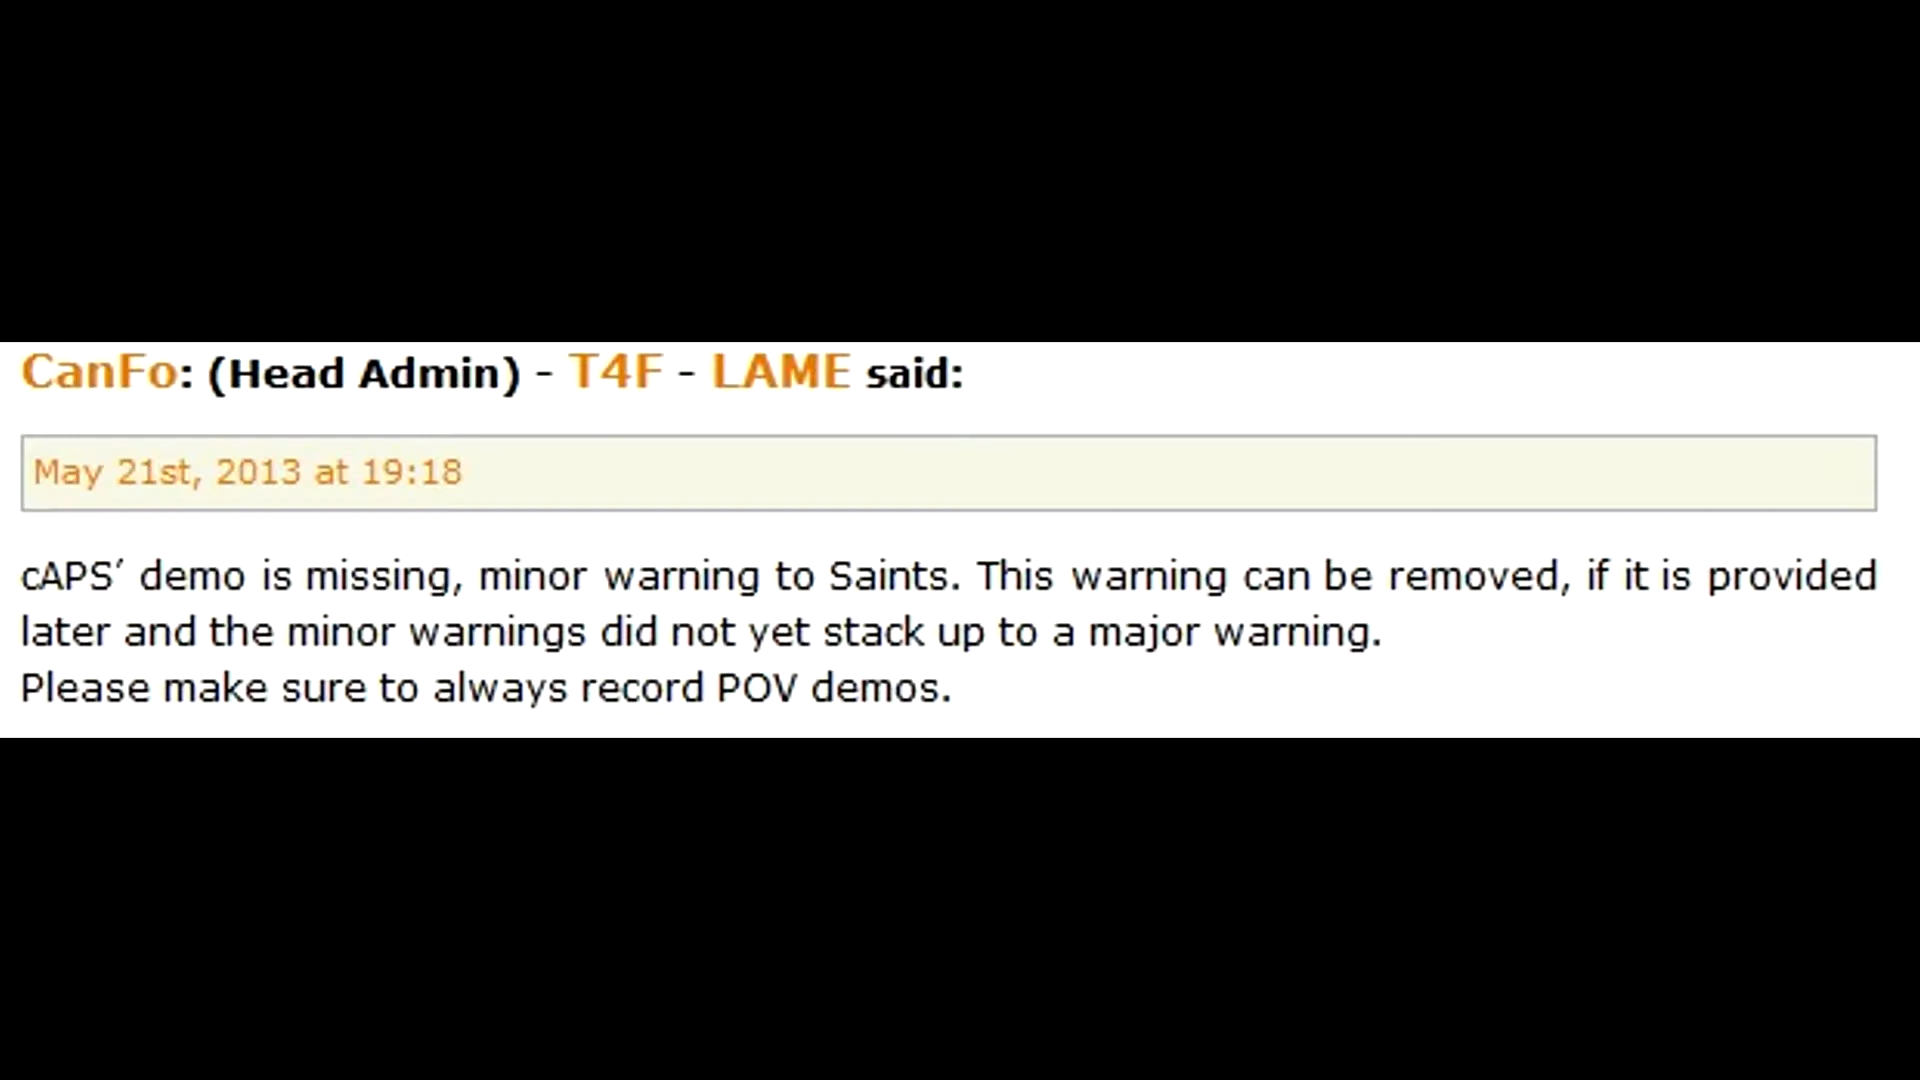 CanFo: (Head Admin) - T4F - LAME said:
May 21st, 2013 at 19:18
cAPS’ demo is missing, minor warning to Saints. This warning can be removed, if it is provided
later and the minor warnings did not yet stack up to a major warning.
Please make sure to always record POV demos.